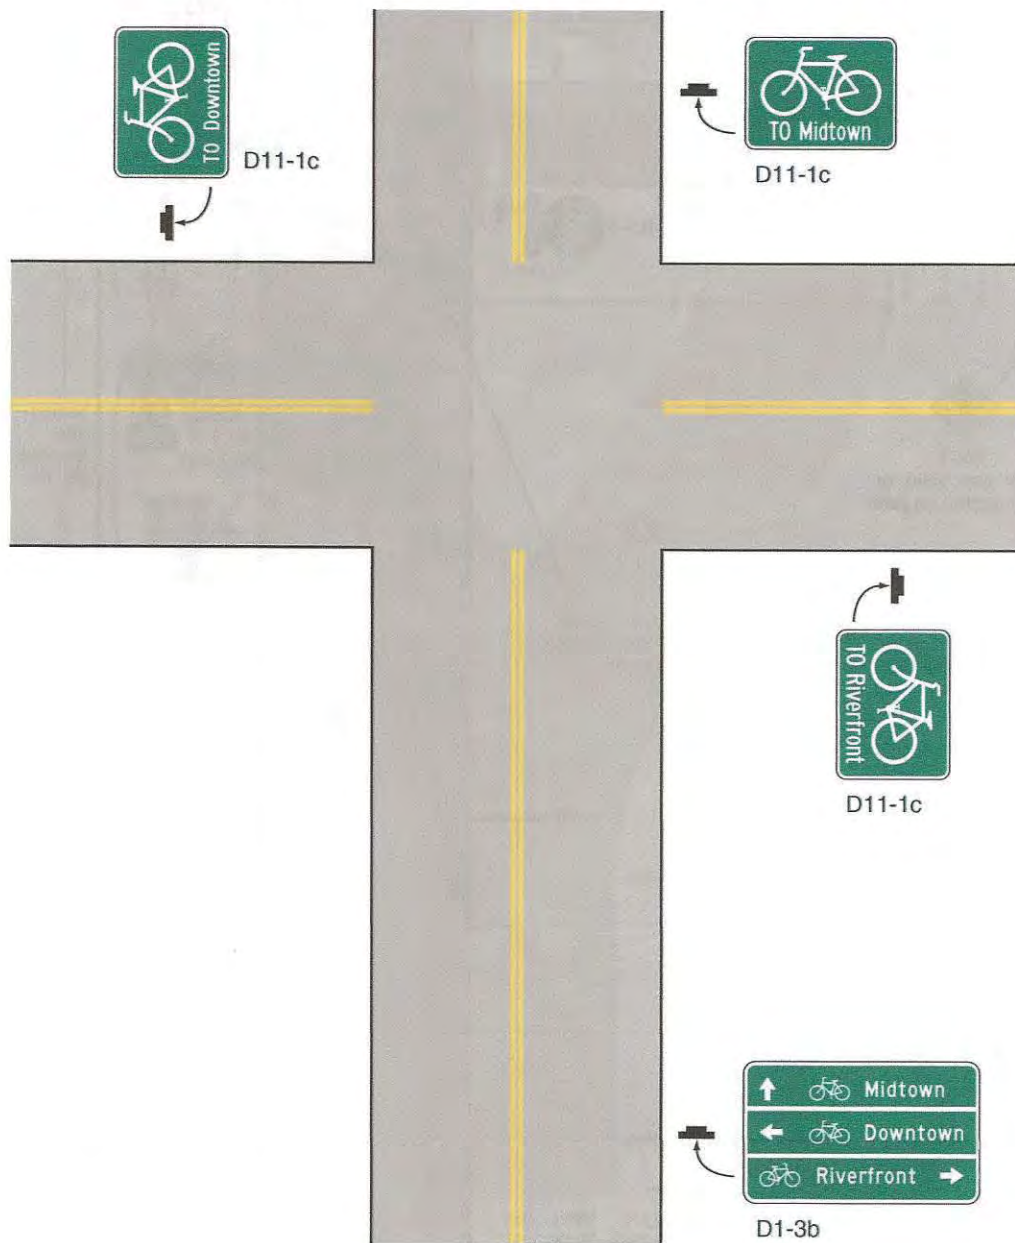 TO Downtown
D11-1c
TO Midtown
D11-1c
TO Riverfront
D11-1c
Midtown
Downtown
Riverfront
D1-3b